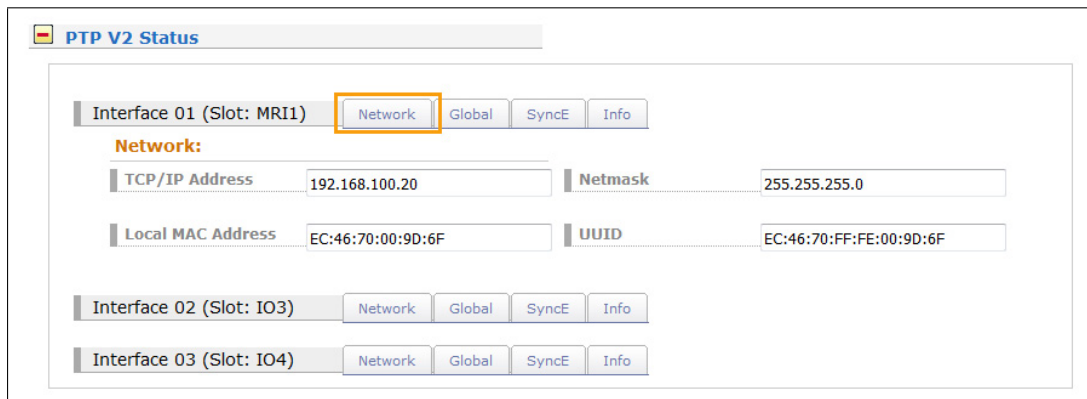 PTP V2 Status
Interface 01 (Slot: MRI1) Network Global SyncE Info
Network:
TCP/IP Address 192.168.100.20 Netmask 255.255.255.0
Local MAC Address EC:46:70:00:9D:6F UUID EC:46:70:FF:FE:00:9D:6F
Interface 02 (Slot: IO3) Network Global SyncE Info
Interface 03 (Slot: IO4) Network Global SyncE Info